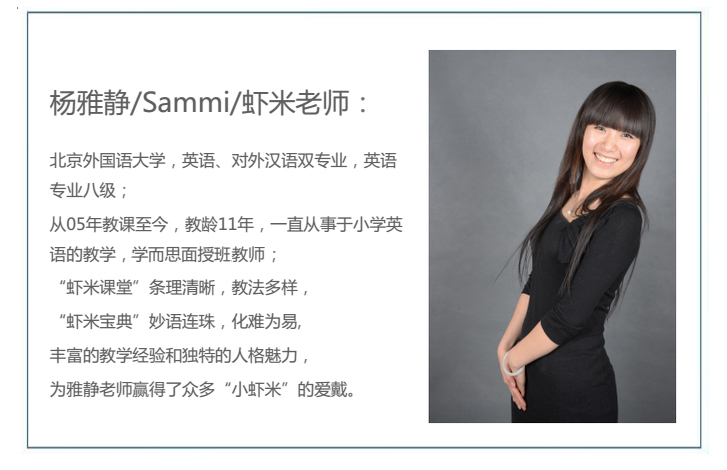 杨雅静/Sammi/虾米老师：
北京外国语大学，英语、对外汉语双专业，英语
专业八级；
从05年教课至今，教龄11年，一直从事于小学英
语的教学，学而思面授班教师；
“虾米课堂”条理清晰，教法多样，
“虾米宝典”妙语连珠，化难为易,
丰富的教学经验和独特的人格魅力，
为雅静老师赢得了众多“小虾米”的爱戴。